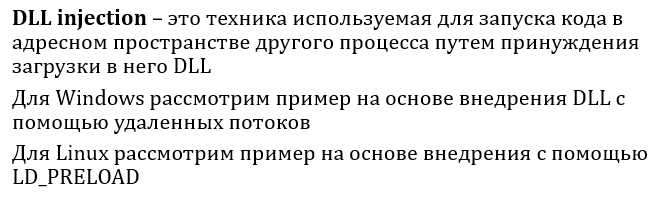 DLL injection – это техника используемая для запуска кода в
адресном пространстве другого процесса путем принуждения
загрузки в него DLL
Для Windows рассмотрим пример на основе внедрения DLL с
помощью удаленных потоков
Для Linux рассмотрим пример на основе внедрения с помощью
LD_PRELOAD